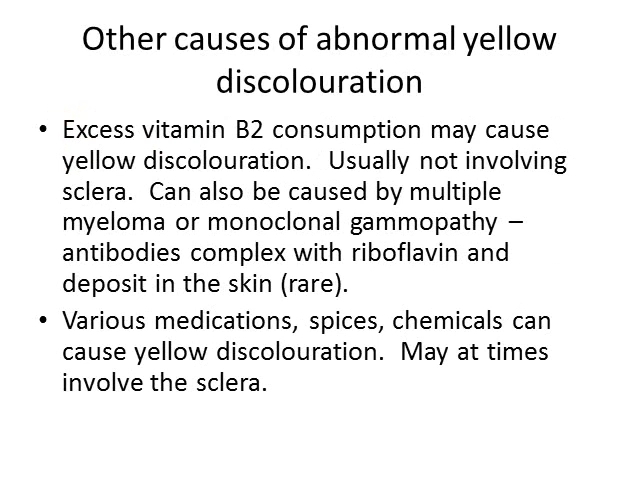 Other causes of abnormal yellow
discolouration
• Excess vitamin B2 consumption may cause
yellow discolouration.  Usually not involving
sclera.  Can also be caused by multiple
myeloma or monoclonal gammopathy –
antibodies complex with riboflavin and
deposit in the skin (rare).
• Various medications, spices, chemicals can
cause yellow discolouration.  May at times
involve the sclera.